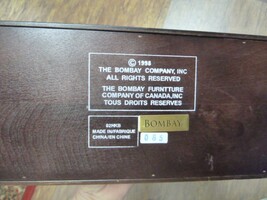 © 1998
THE BOMBAY COMPANY, INC
ALL RIGHTS RESERVED
THE BOMBAY FURNTTURE
COMPANY OF CANADA,INC
TOUS DROITS RESERVES
MADE IN/FABRIQUE
CHINA/EN CHINE
BOMBAY